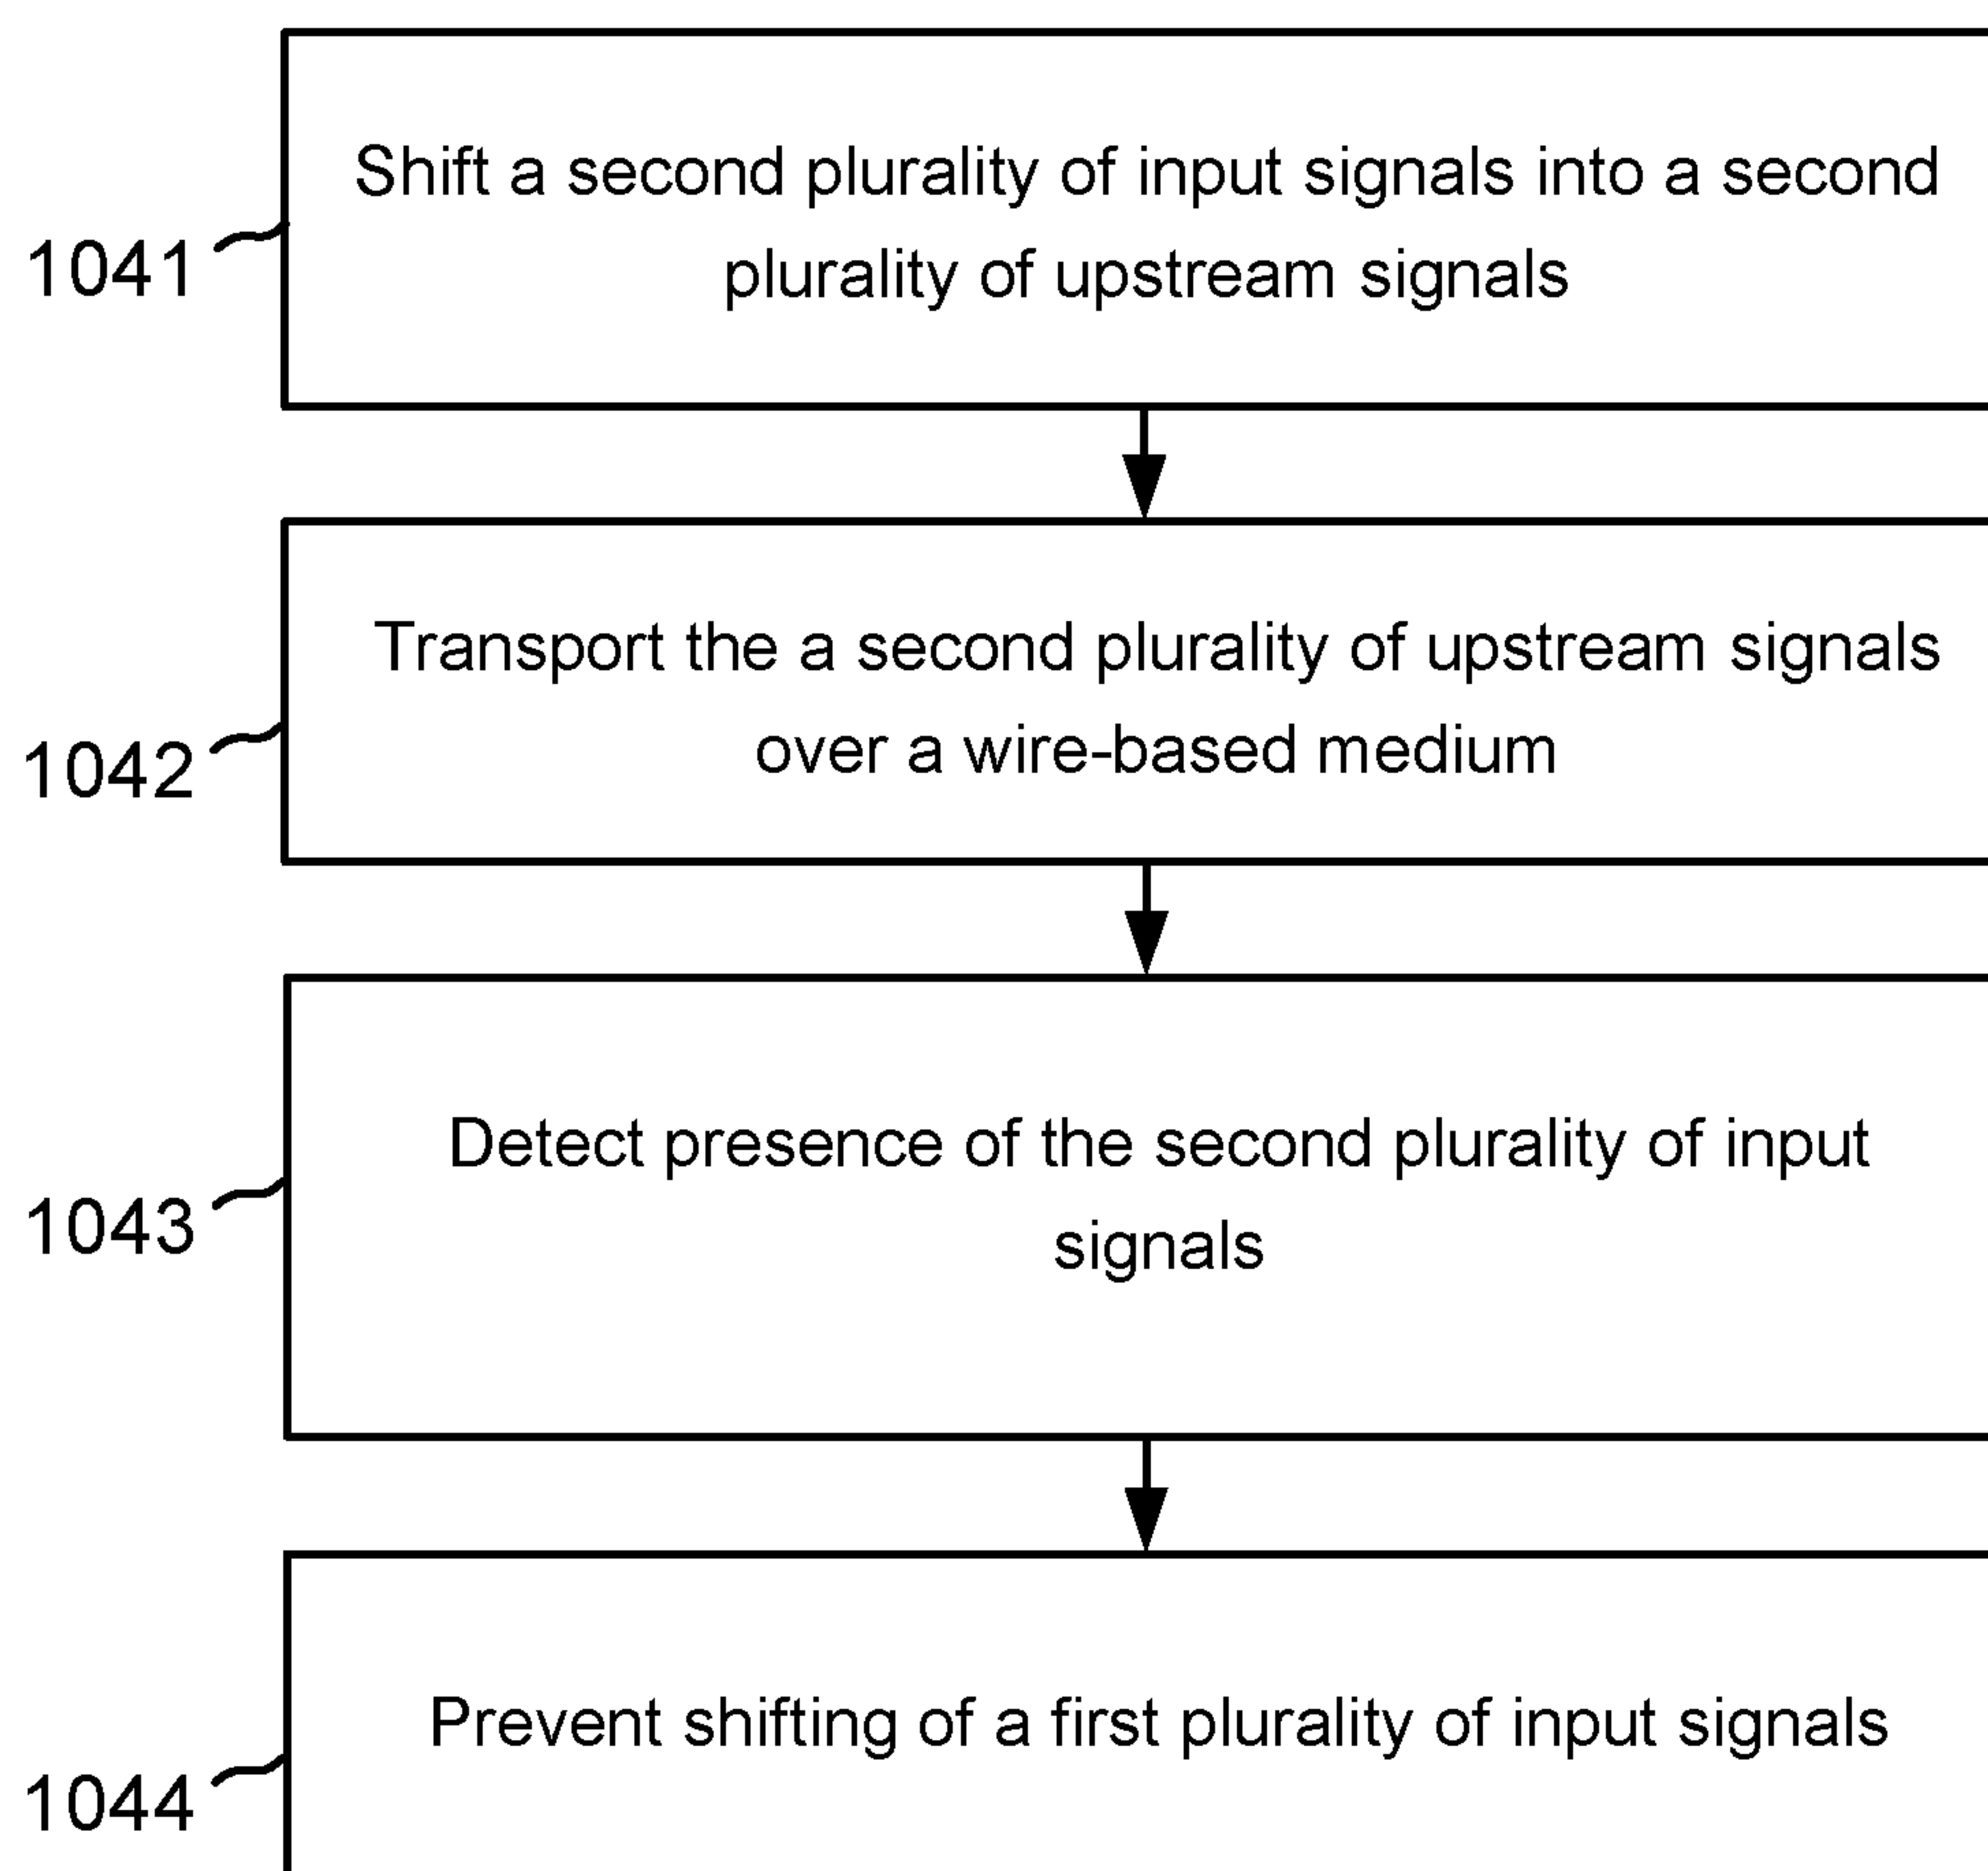 Shift a second plurality of input signals into a second
plurality of upstream signals
1041
Transport the a second plurality of upstream signals
over a wire-based medium
1042
Detect presence of the second plurality of input
signals
1043
Prevent shifting of a first plurality of input signals
1044